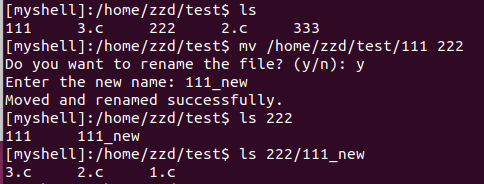 [myshell]:/home/zzd/test$ ls
111 3.c 222 2.c 333
[myshell]:/home/zzd/test$ mv /home/zzd/test/111 222
Do you want to rename the file? (y/n): y
Enter the new name: 111_new
Moved and renamed successfully.
[myshell]:/home/zzd/test$ ls 222
111 111_new
[myshell]:/home/zzd/test$ ls 222/111_new
3.c 2.c 1.c